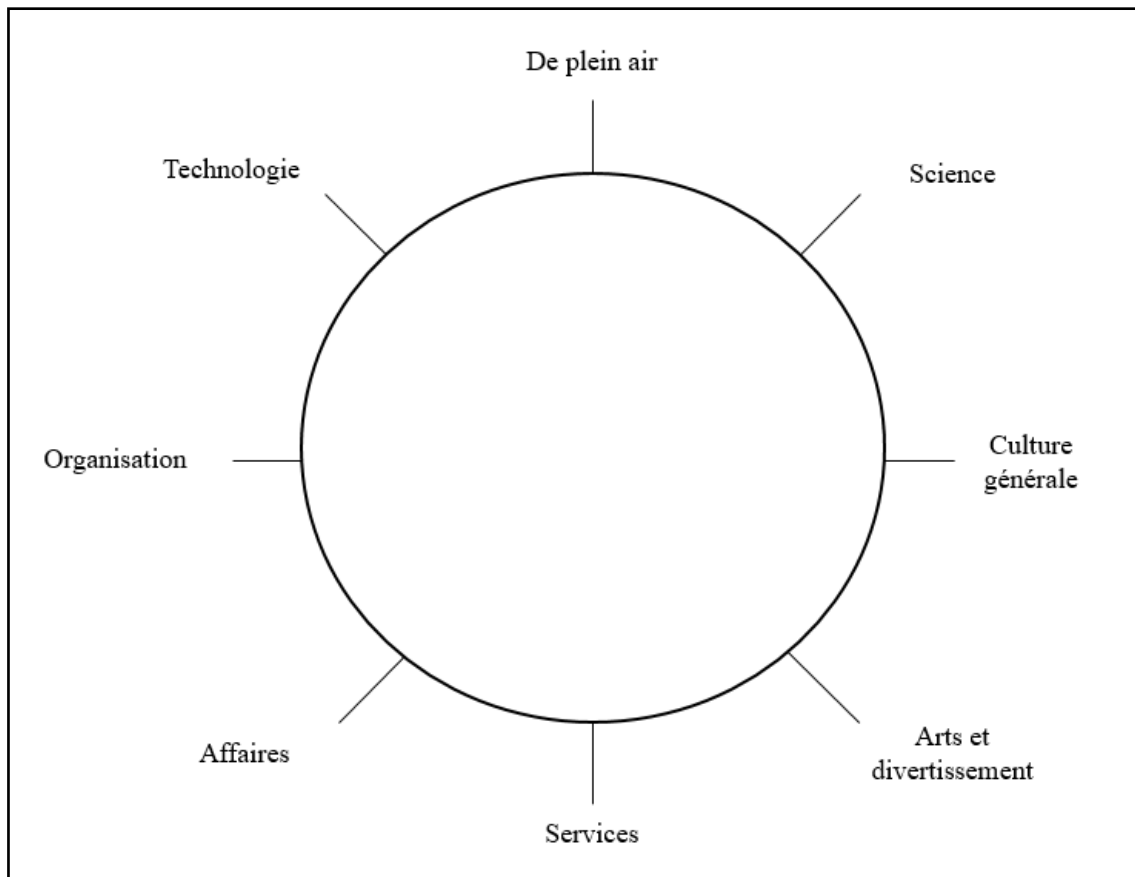 De plein air
Technologie
Science
Organisation
Culture
générale
Affaires
Arts et
divertissement
Services